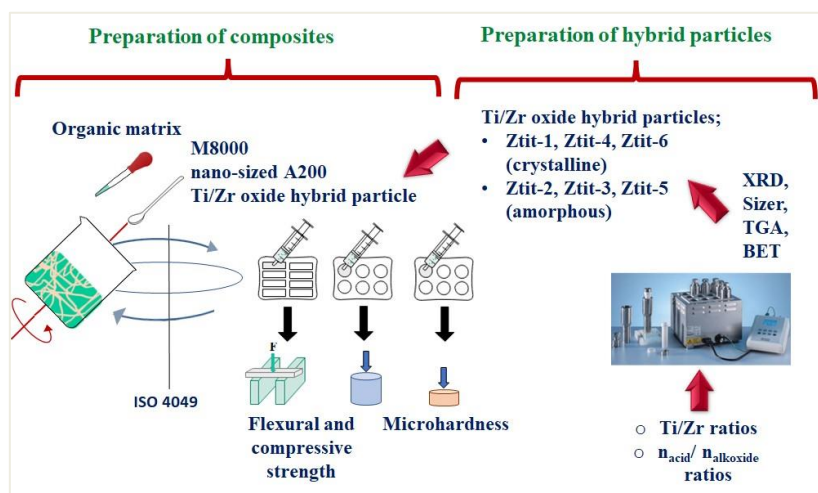 Preparation of composites
Preparation of hybrid particles
Organic matrix
M8000
nano-sized A200
Ti/Zr oxide hybrid particle
Ti/Zr oxide hybrid particles;
• Ztit-1, Ztit-4, Ztit-6
(crystalline)
• Ztit-2, Ztit-3, Ztit-5
(amorphous)
XRD,
Sizer,
TGA,
BET
F
ISO 4049
Flexural and
compressive
strength
Microhardness
o Ti/Zr ratios
o nacid/ nalkoxide
ratios